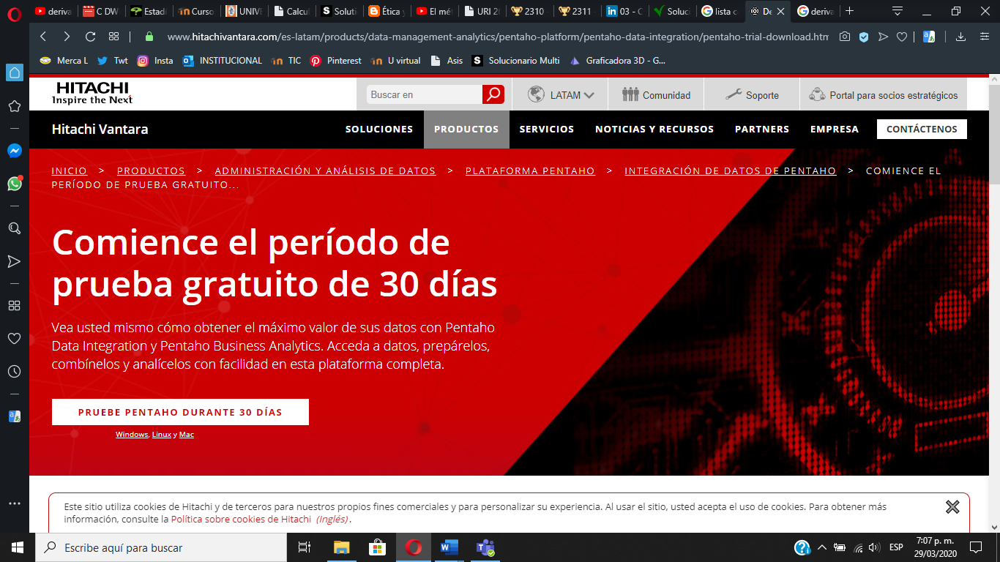 deriva
C DW
Estadí
Curso
UNIVE
Calcul
Soluti
Ética y
El mét
URI 20
2310 -
2311 -
03 - C
Soluc
lista c
De
deriva
www.hitachivantara.com/es-latam/products/data-management-analytics/pentaho-platform/pentaho-data-integration/pentaho-trial-download.htm
Merca L
Twt
Insta
INSTITUCIONAL
TIC
Pinterest
U virtual
Asis
Solucionario Multi
Graficadora 3D - G...
HITACHI
Inspire the Next
Buscar en
LATAM
Comunidad
Soporte
Portal para socios estratégicos
Hitachi Vantara
SOLUCIONES
PRODUCTOS
SERVICIOS
NOTICIAS Y RECURSOS
PARTNERS
EMPRESA
CONTÁCTENOS
INICIO > PRODUCTOS > ADMINISTRACIÓN Y ANÁLISIS DE DATOS > PLATAFORMA PENTAHO > INTEGRACIÓN DE DATOS DE PENTAHO > COMIENCE EL
PERÍODO DE PRUEBA GRATUITO...
Comience el período de
prueba gratuito de 30 días
Vea usted mismo cómo obtener el máximo valor de sus datos con Pentaho
Data Integration y Pentaho Business Analytics. Acceda a datos, prepárelos,
combínelos y analícelos con facilidad en esta plataforma completa.
PRUEBE PENTAHO DURANTE 30 DÍAS
Windows, Linux y Mac
Este sitio utiliza cookies de Hitachi y de terceros para nuestros propios fines comerciales y para personalizar su experiencia. Al usar el sitio, usted acepta el uso de cookies. Para obtener más
información, consulte la Política sobre cookies de Hitachi (Inglés).
Escribe aquí para buscar
ESP
7:07 p. m.
29/03/2020